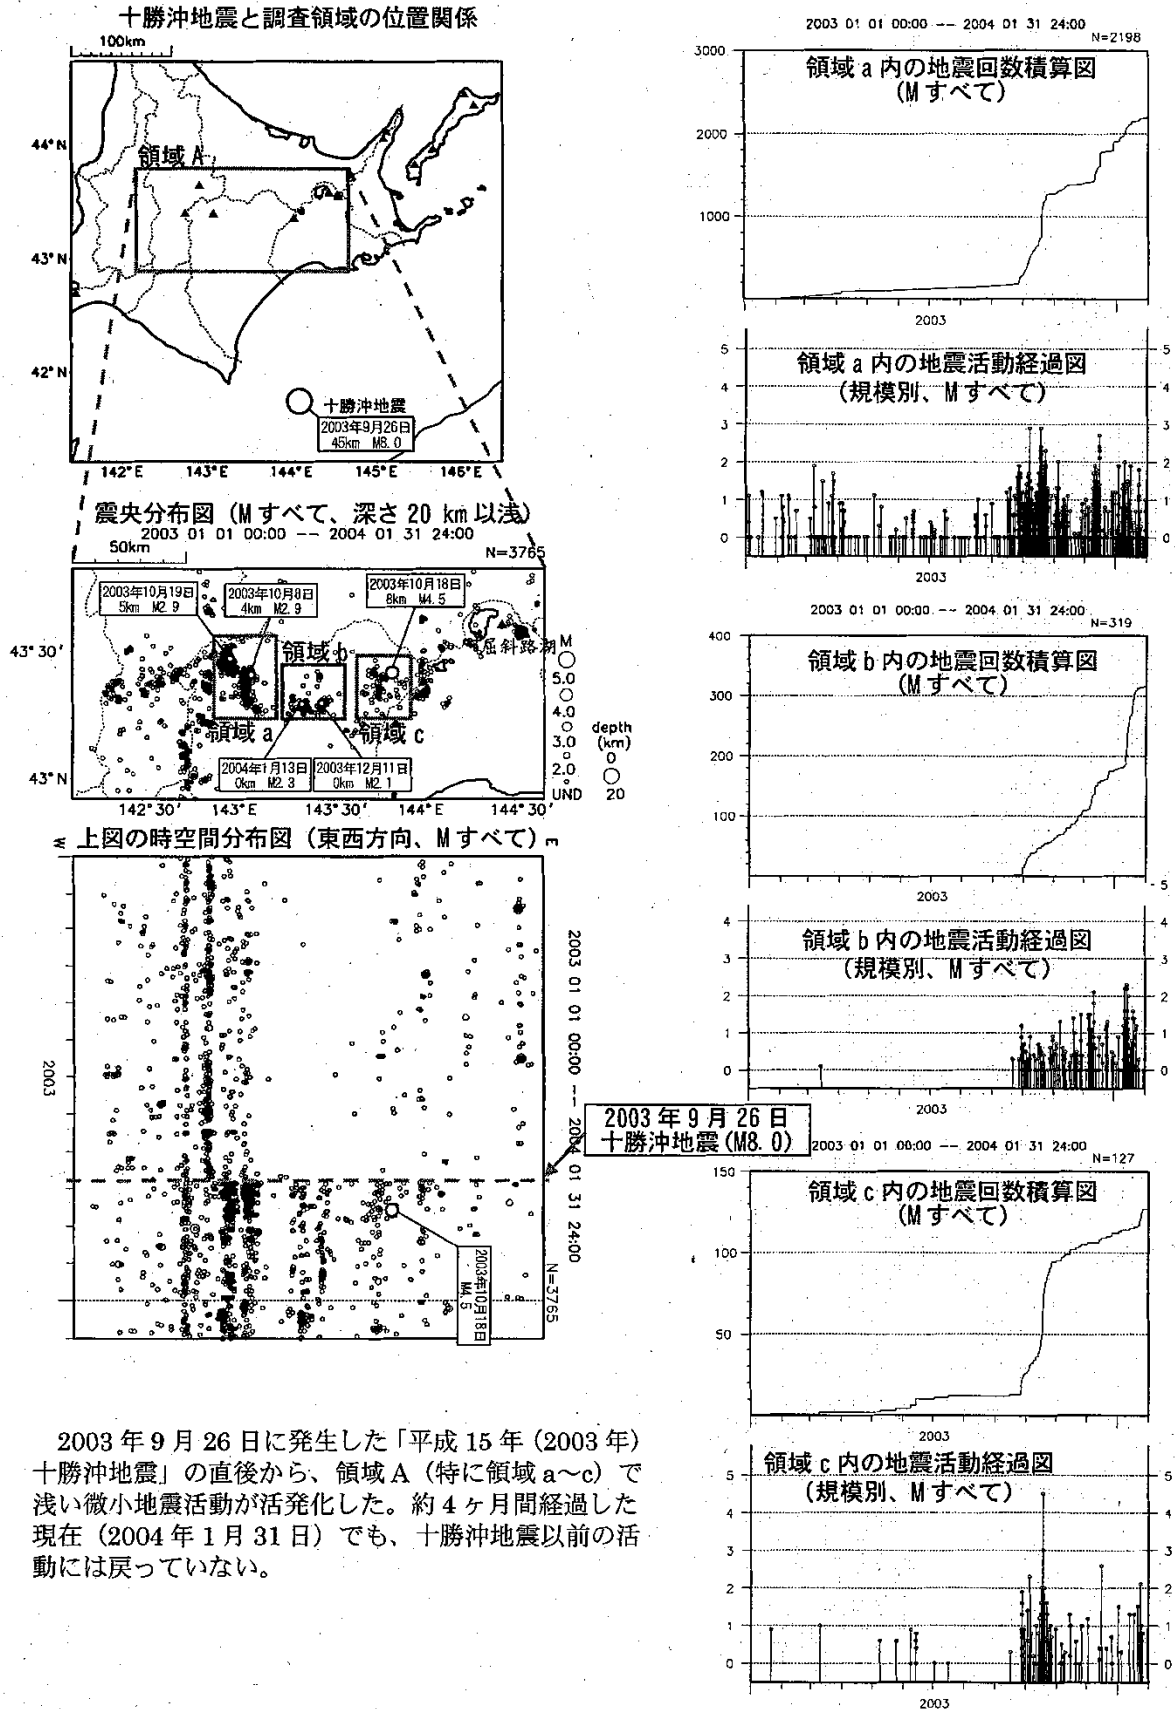 十勝沖地震と調査領域の位置関係
100km
44°N
43°N
42°N
領域A
十勝沖地震
2003年9月26日
45km M8.0
142°E 143°E 144°E 145°E 146°E
震央分布図（Mすべて、深さ20 km以浅）
2003 01 01 00:00 -- 2004 01 31 24:00
50km
N=3765
2003年10月19日
5km M2.9
2003年10月8日
4km M2.9
2003年10月18日
8km M4.5
43°30′
43°N
領域b
屈斜路湖
領域a
領域c
2004年1月13日
0km M2.3
2003年12月11日
0km M2.1
M
5.0
4.0
3.0
2.0
UND
depth
(km)
0
20
142°30′ 143°E 143°30′ 144°E 144°30′
W 上図の時空間分布図（東西方向、Mすべて） E
2003
2003 01 01 00:00 -- 2004 01 31 24:00
N=3765
2003年9月26日
十勝沖地震(M8.0)
2003年10月18日
M4.5
2003年9月26日に発生した「平成15年（2003年）
十勝沖地震」の直後から、領域A（特に領域a～c）で
浅い微小地震活動が活発化した。約4ヶ月間経過した
現在（2004年1月31日）でも、十勝沖地震以前の活
動には戻っていない。
2003 01 01 00:00 -- 2004 01 31 24:00
N=2198
領域a内の地震回数積算図
(Mすべて)
3000
2000
1000
2003
領域a内の地震活動経過図
(規模別、Mすべて)
5 5
4 4
3 3
2 2
1 1
0 0
2003
2003 01 01 00:00 -- 2004 01 31 24:00
N=319
領域b内の地震回数積算図
(Mすべて)
400
300
200
100
2003
5
領域b内の地震活動経過図
(規模別、Mすべて)
4 4
3 3
2 2
1 1
0 0
2003
2003 01 01 00:00 -- 2004 01 31 24:00
N=127
領域c内の地震回数積算図
(Mすべて)
150
100
50
2003
領域c内の地震活動経過図
(規模別、Mすべて)
5 5
4 4
3 3
2 2
1 1
0 0
2003